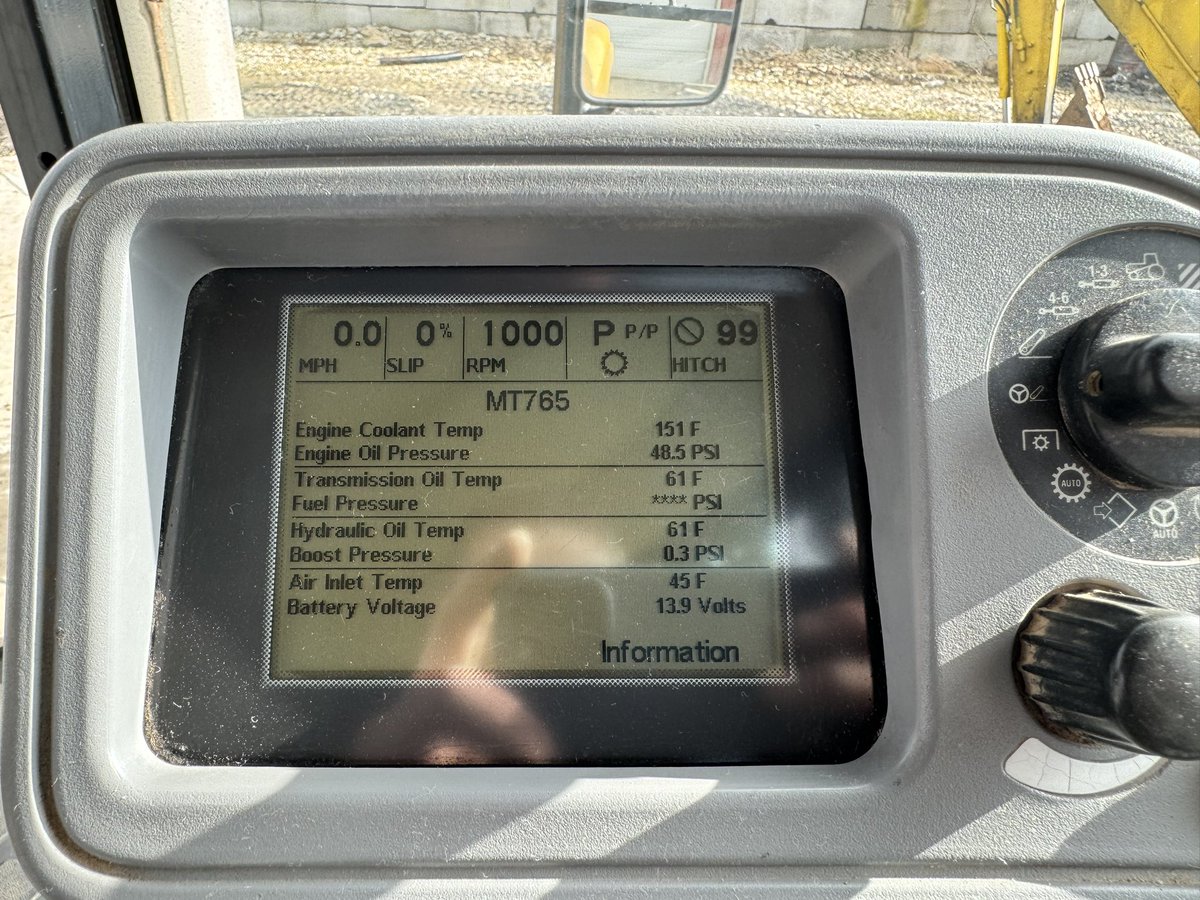 0.0 0% 1000 P P/P 99
MPH SLIP RPM HITCH
MT765
Engine Coolant Temp 151 F
Engine Oil Pressure 48.5 PSI
Transmission Oil Temp 61 F
Fuel Pressure **** PSI
Hydraulic Oil Temp 61 F
Boost Pressure 0.3 PSI
Air Inlet Temp 45 F
Battery Voltage 13.9 Volts
Information
1-3
4-6
AUTO
AUTO